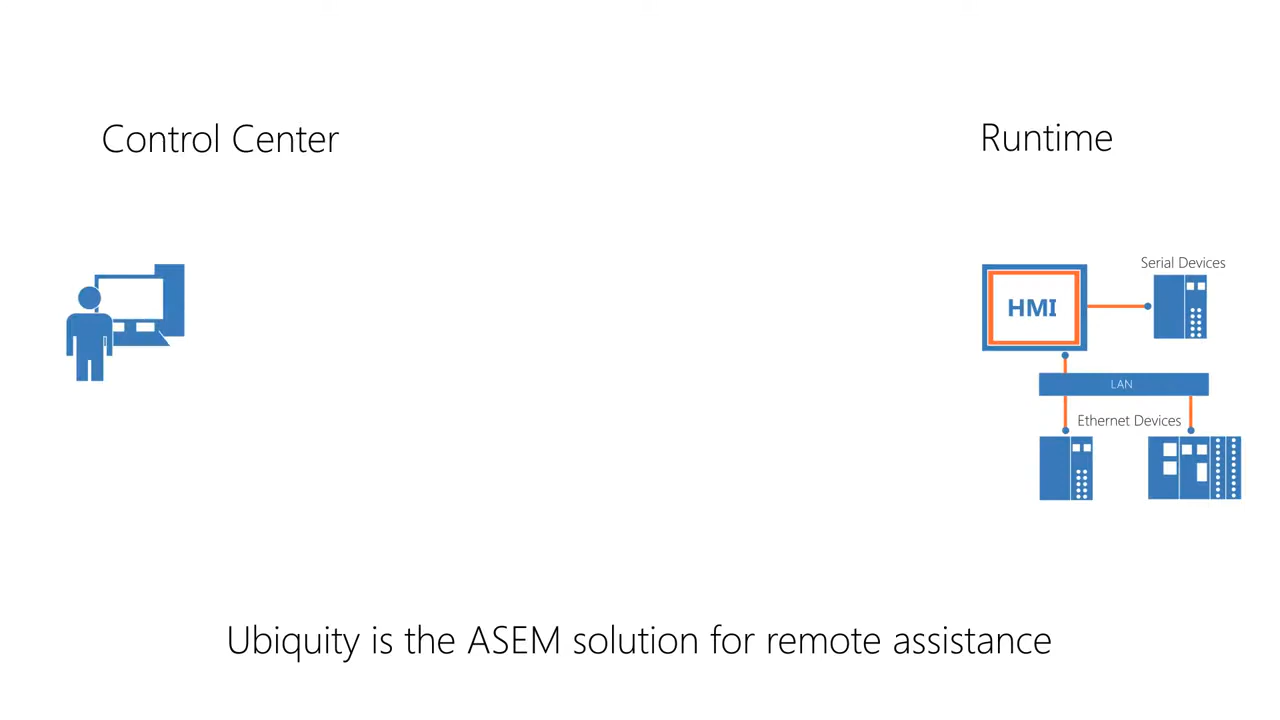 Control Center
Runtime
Serial Devices
HMI
LAN
Ethernet Devices
Ubiquity is the ASEM solution for remote assistance